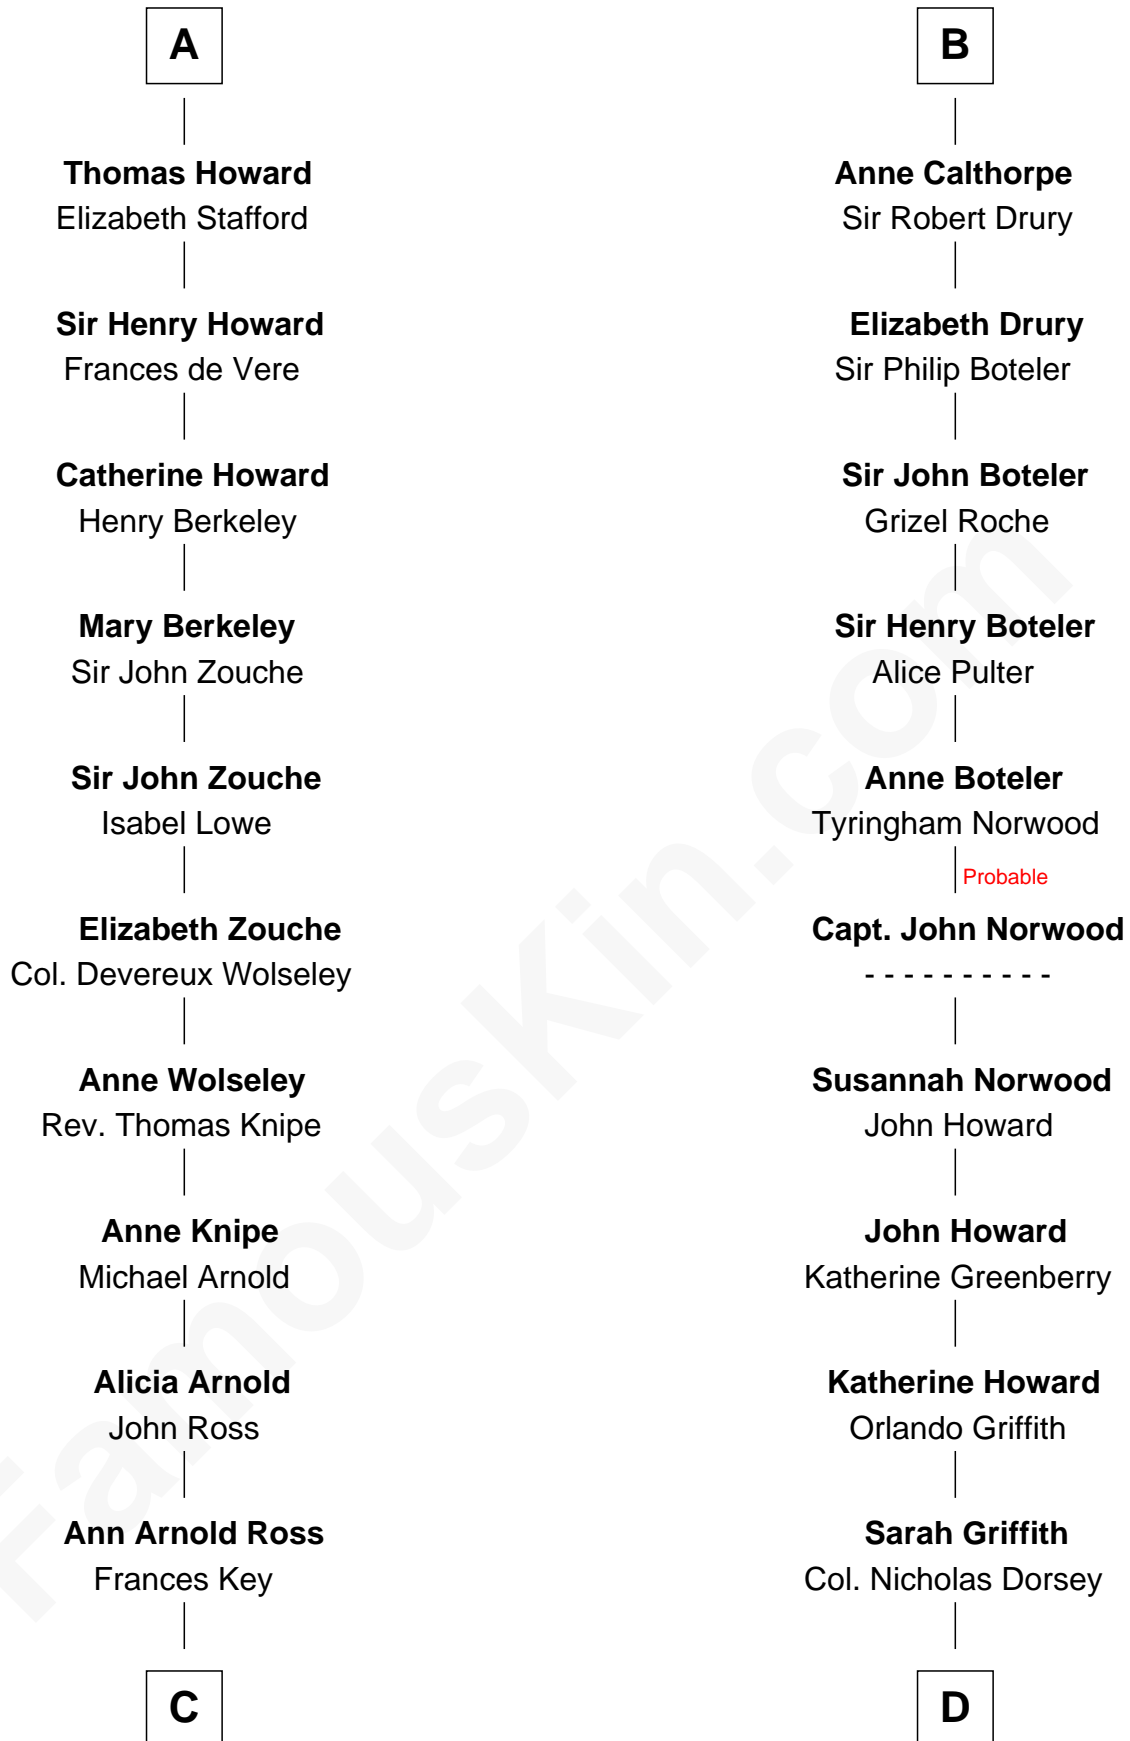 A
Thomas Howard
Elizabeth Stafford
Sir Henry Howard
Frances de Vere
Catherine Howard
Henry Berkeley
Mary Berkeley
Sir John Zouche
Sir John Zouche
Isabel Lowe
Elizabeth Zouche
Col. Devereux Wolseley
Anne Wolseley
Rev. Thomas Knipe
Anne Knipe
Michael Arnold
Alicia Arnold
John Ross
Ann Arnold Ross
Frances Key
C
B
Anne Calthorpe
Sir Robert Drury
Elizabeth Drury
Sir Philip Boteler
Sir John Boteler
Grizel Roche
Sir Henry Boteler
Alice Pulter
Anne Boteler
Tyringham Norwood
Probable
Capt. John Norwood
- - - - - - - - - -
Susannah Norwood
John Howard
John Howard
Katherine Greenberry
Katherine Howard
Orlando Griffith
Sarah Griffith
Col. Nicholas Dorsey
D
FamousKin.com